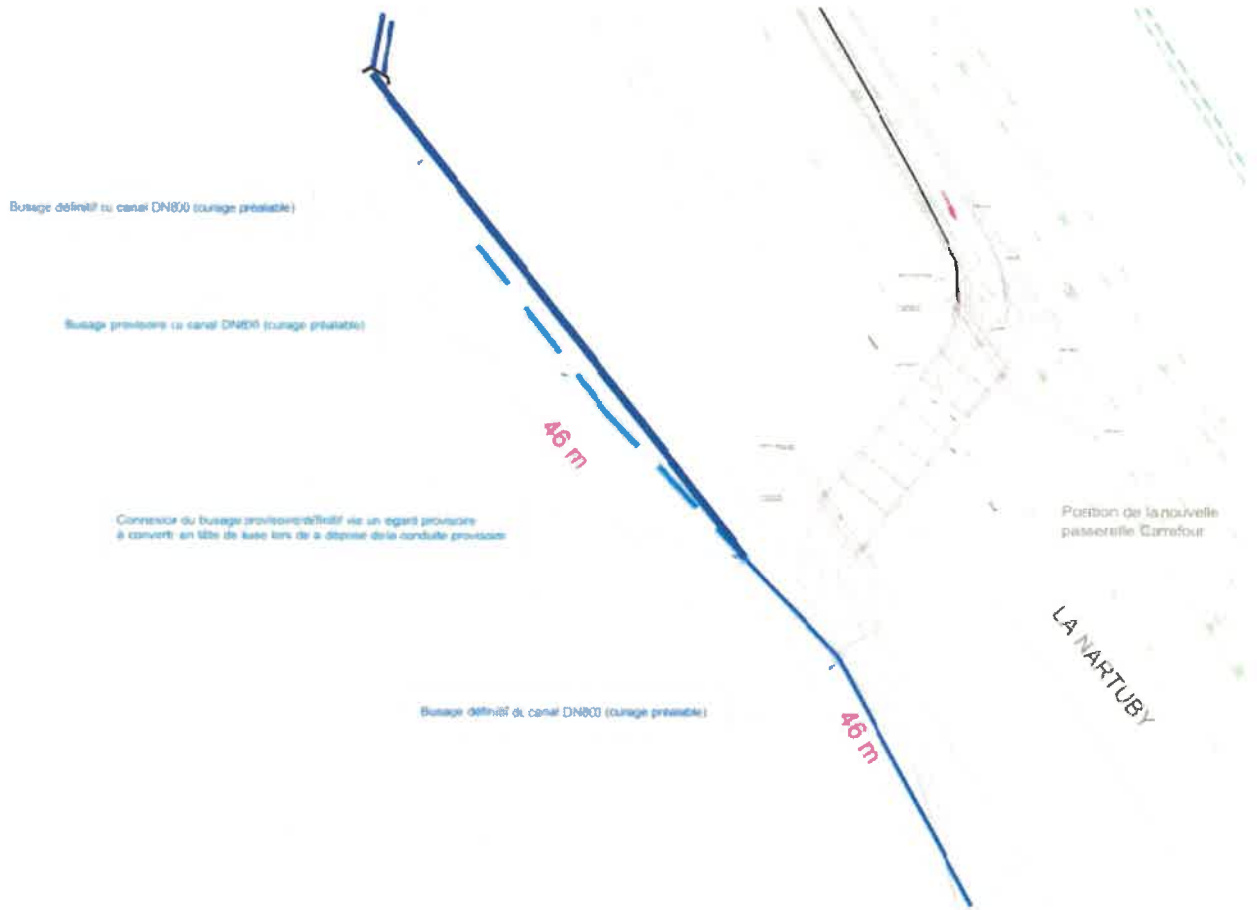 Busage définitif du canal DN800 (curage préalable)
Busage provisoire du canal DN800 (curage préalable)
46 m
Connexion du busage provisoire/définitif via un regard provisoire
à convertir en tête de buse lors de la dépose de la conduite provisoire
Position de la nouvelle
passerelle Carrefour
LA NARTUBY
Busage définitif du canal DN800 (curage préalable)
46 m